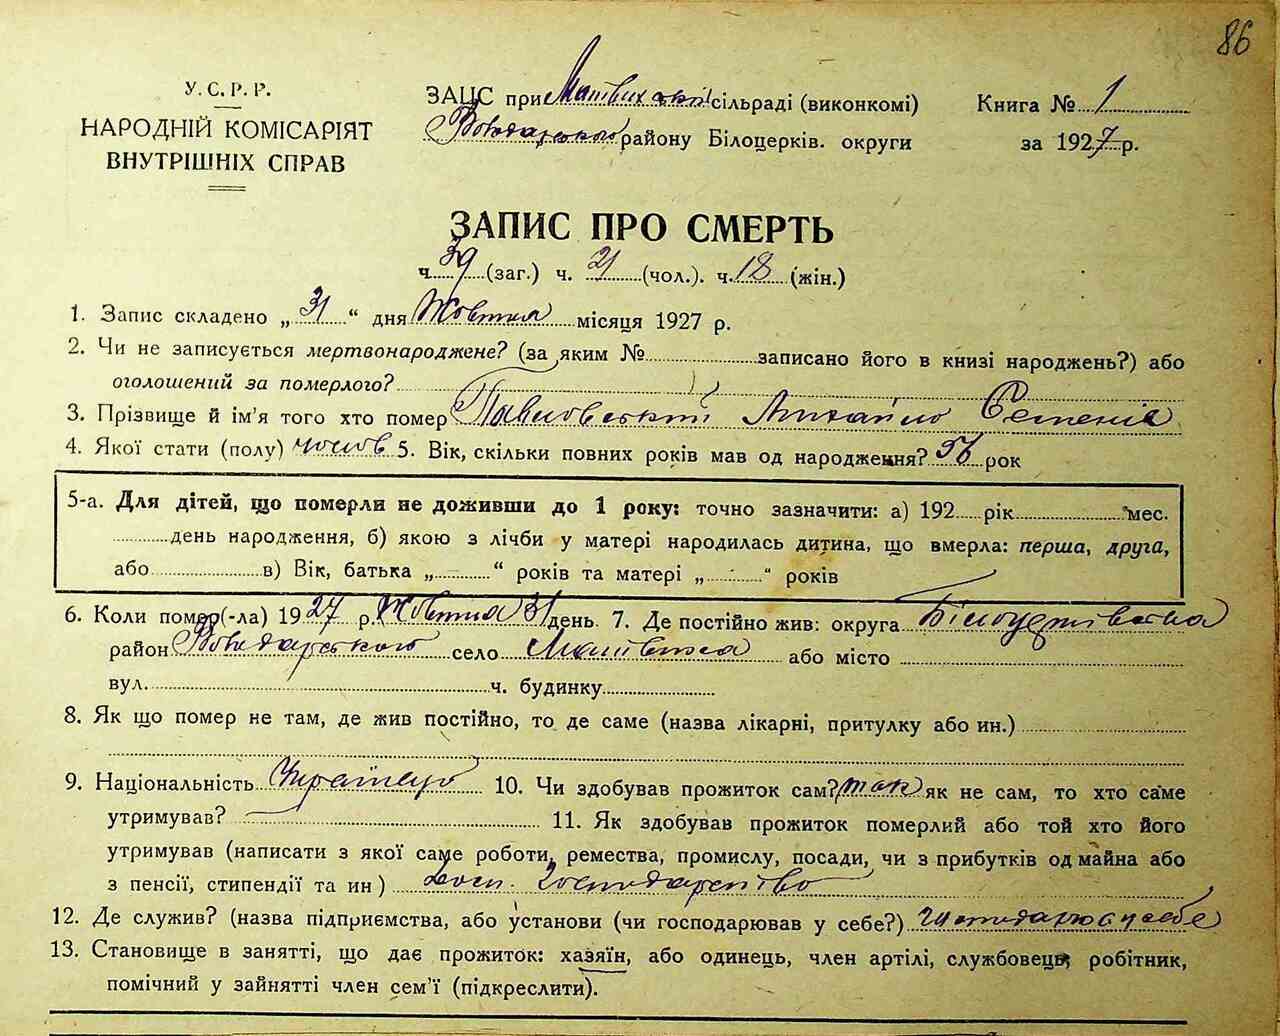 86
У.С.Р.Р.
НАРОДНІЙ КОМІСАРІЯТ
ВНУТРІШНІХ СПРАВ
ЗАЦС при сільраді (виконкомі)
Володарського району Білоцерків. округи
Книга № 1
за 1927 р.
ЗАПИС ПРО СМЕРТЬ
ч. 39 (заг.) ч. 21 (чол.). ч. 18 (жін.)
1. Запис складено „ 31 “ дня Жовтня місяця 1927 р.
2. Чи не записується мертвонароджене? (за яким № записано його в книзі народжень?) або
оголошений за померлого?
3. Прізвище й ім'я того хто помер Павловський Михайло
4. Якої статі (полу) чолов 5. Вік, скільки повних років мав од народження? 56 рок
5-а. Для дітей, що померли не доживши до 1 року: точно зазначити: а) 192 рік мес.
день народження, б) якою з лічби у матері народилась дитина, що вмерла: перша, друга,
або в) Вік, батька „ “ років та матері „ “ років
6. Коли помер(-ла) 1927 р. Жовтня 31 день. 7. Де постійно жив: округа Білоцерківська
район Володарського село або місто
вул. ч. будинку
8. Як що помер не там, де жив постійно, то де саме (назва лікарні, притулку або ин.)
9. Національність Українець 10. Чи здобував прожиток сам? так як не сам, то хто саме
утримував? 11. Як здобував прожиток померлий або той хто його
утримував (написати з якої саме роботи, ремества, промислу, посади, чи з прибутків од майна або
з пенсії, стипендії та ин ) господарство
12. Де служив? (назва підприємства, або установи (чи господарював у себе?) господарював у себе
13. Становище в занятті, що дає прожиток: хазяїн, або одинець, член артілі, службовець, робітник,
помічний у зайнятті член сем'ї (підкреслити).